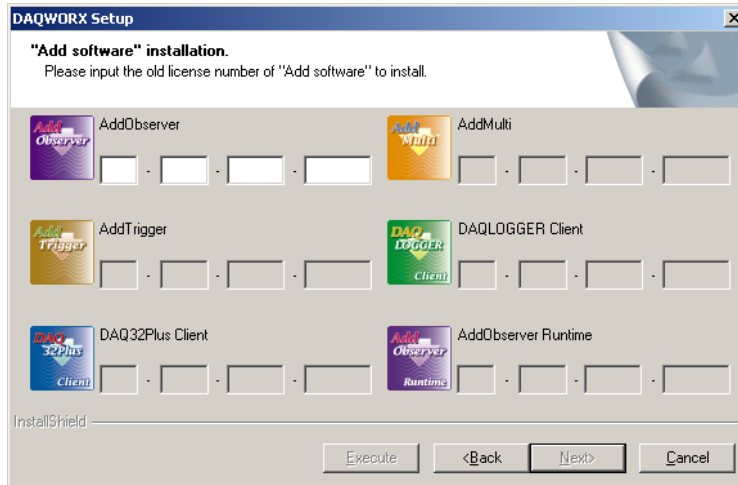 DAQWORX Setup
"Add software" installation.
Please input the old license number of "Add software" to install.
Add Observer
AddObserver
- - -
Add Multi
AddMulti
- - -
Add Trigger
AddTrigger
- - -
DAQ LOGGER Client
DAQLOGGER Client
- - -
DAQ 32Plus Client
DAQ32Plus Client
- - -
Add Observer Runtime
AddObserver Runtime
- - -
InstallShield
Execute
<Back
Next>
Cancel